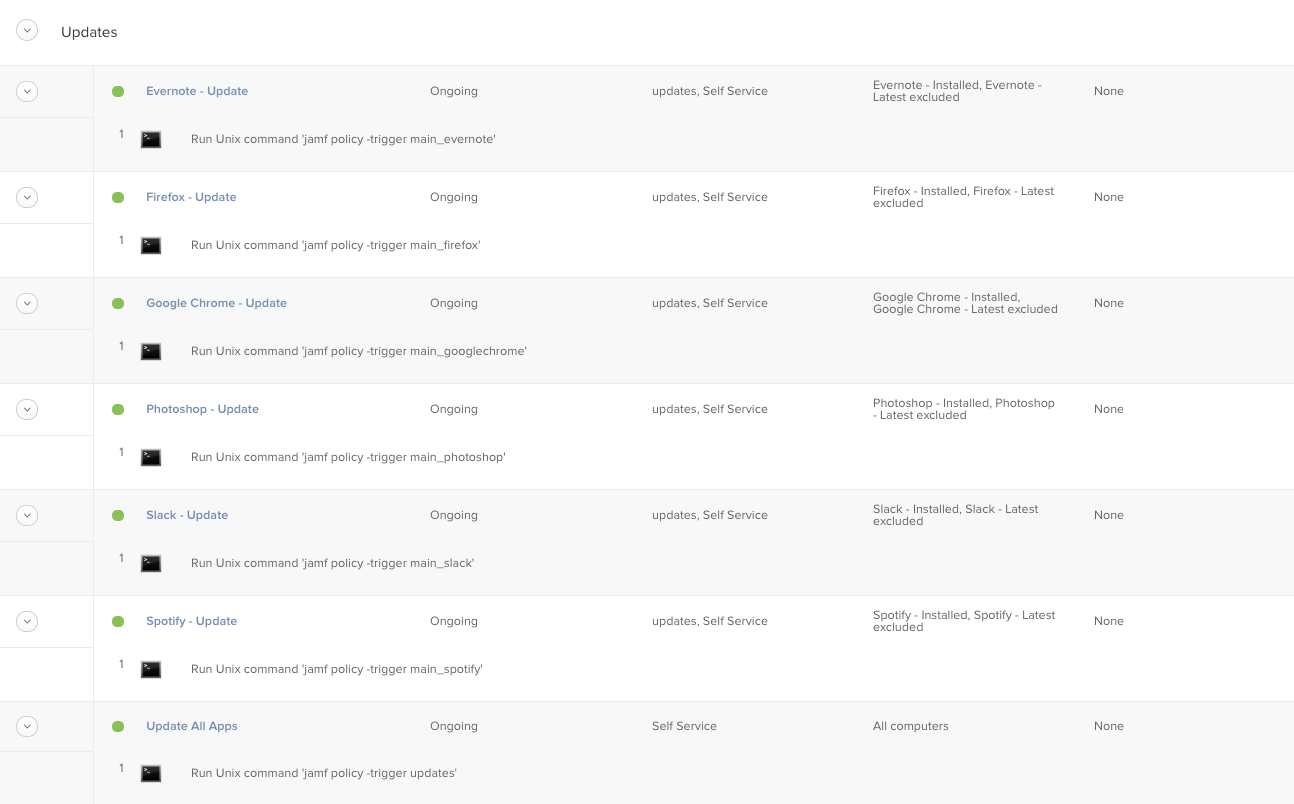 Updates
Evernote - Update Ongoing updates, Self Service Evernote - Installed, Evernote - None
Latest excluded
1 >_ Run Unix command 'jamf policy -trigger main_evernote'
Firefox - Update Ongoing updates, Self Service Firefox - Installed, Firefox - Latest None
excluded
1 >_ Run Unix command 'jamf policy -trigger main_firefox'
Google Chrome - Update Ongoing updates, Self Service Google Chrome - Installed, None
Google Chrome - Latest excluded
1 >_ Run Unix command 'jamf policy -trigger main_googlechrome'
Photoshop - Update Ongoing updates, Self Service Photoshop - Installed, Photoshop None
- Latest excluded
1 >_ Run Unix command 'jamf policy -trigger main_photoshop'
Slack - Update Ongoing updates, Self Service Slack - Installed, Slack - Latest None
excluded
1 >_ Run Unix command 'jamf policy -trigger main_slack'
Spotify - Update Ongoing updates, Self Service Spotify - Installed, Spotify - Latest None
excluded
1 >_ Run Unix command 'jamf policy -trigger main_spotify'
Update All Apps Ongoing Self Service All computers None
1 >_ Run Unix command 'jamf policy -trigger updates'